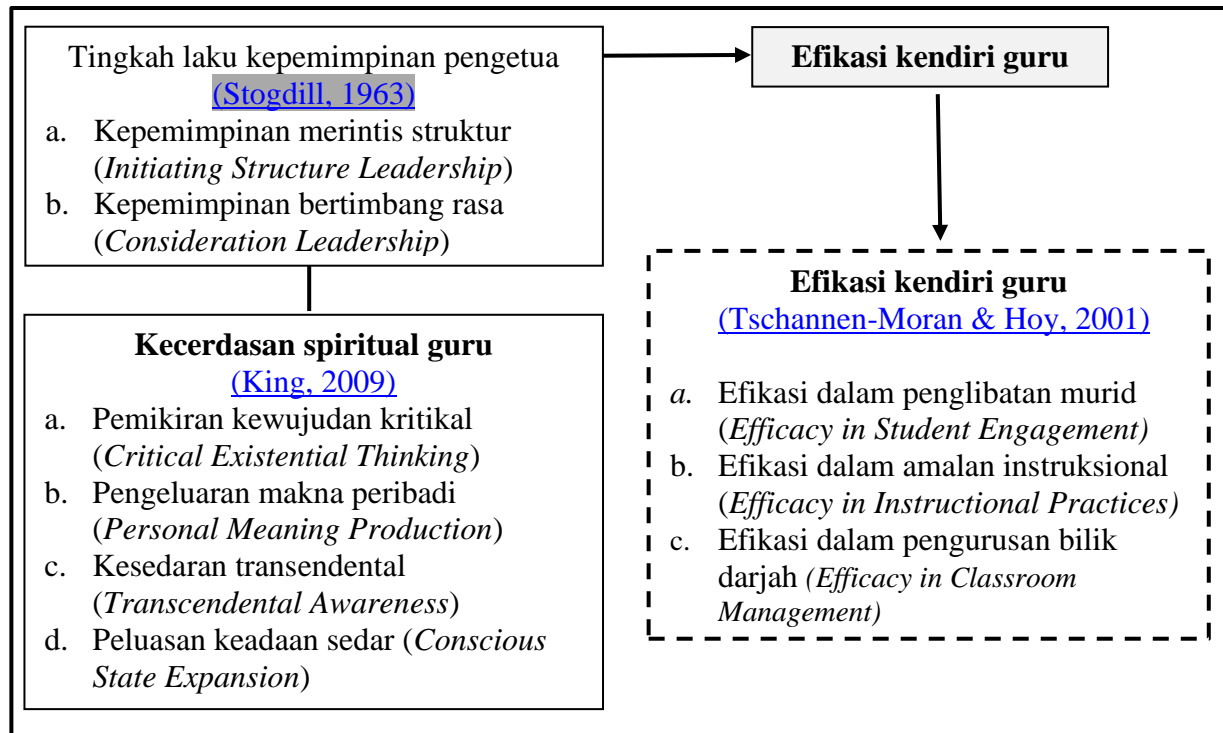 Tingkah laku kepemimpinan pengetua
(Stogdill, 1963)
a. Kepemimpinan merintis struktur
(Initiating Structure Leadership)
b. Kepemimpinan bertimbang rasa
(Consideration Leadership)
Kecerdasan spiritual guru
(King, 2009)
a. Pemikiran kewujudan kritikal
(Critical Existential Thinking)
b. Pengeluaran makna peribadi
(Personal Meaning Production)
c. Kesedaran transendental
(Transcendental Awareness)
d. Peluasan keadaan sedar (Conscious
State Expansion)
Efikasi kendiri guru
Efikasi kendiri guru
(Tschannen-Moran & Hoy, 2001)
a. Efikasi dalam penglibatan murid
(Efficacy in Student Engagement)
b. Efikasi dalam amalan instruksional
(Efficacy in Instructional Practices)
c. Efikasi dalam pengurusan bilik
darjah (Efficacy in Classroom
Management)